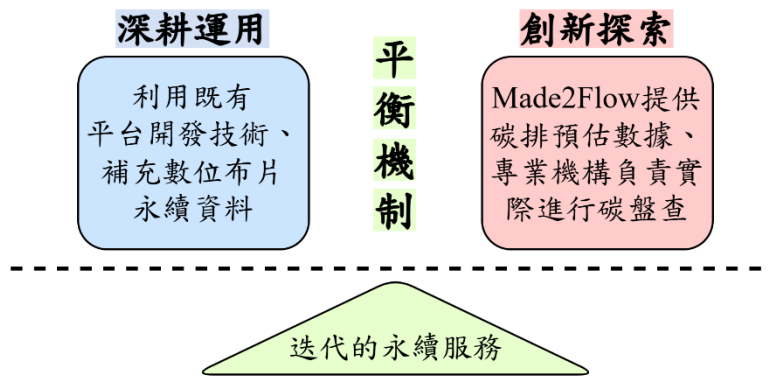 深耕運用
利用既有
平台開發技術、
補充數位布片
永續資料
平
衡
機
制
創新探索
Made2Flow提供
碳排預估數據、
專業機構負責實
際進行碳盤查
迭代的永續服務